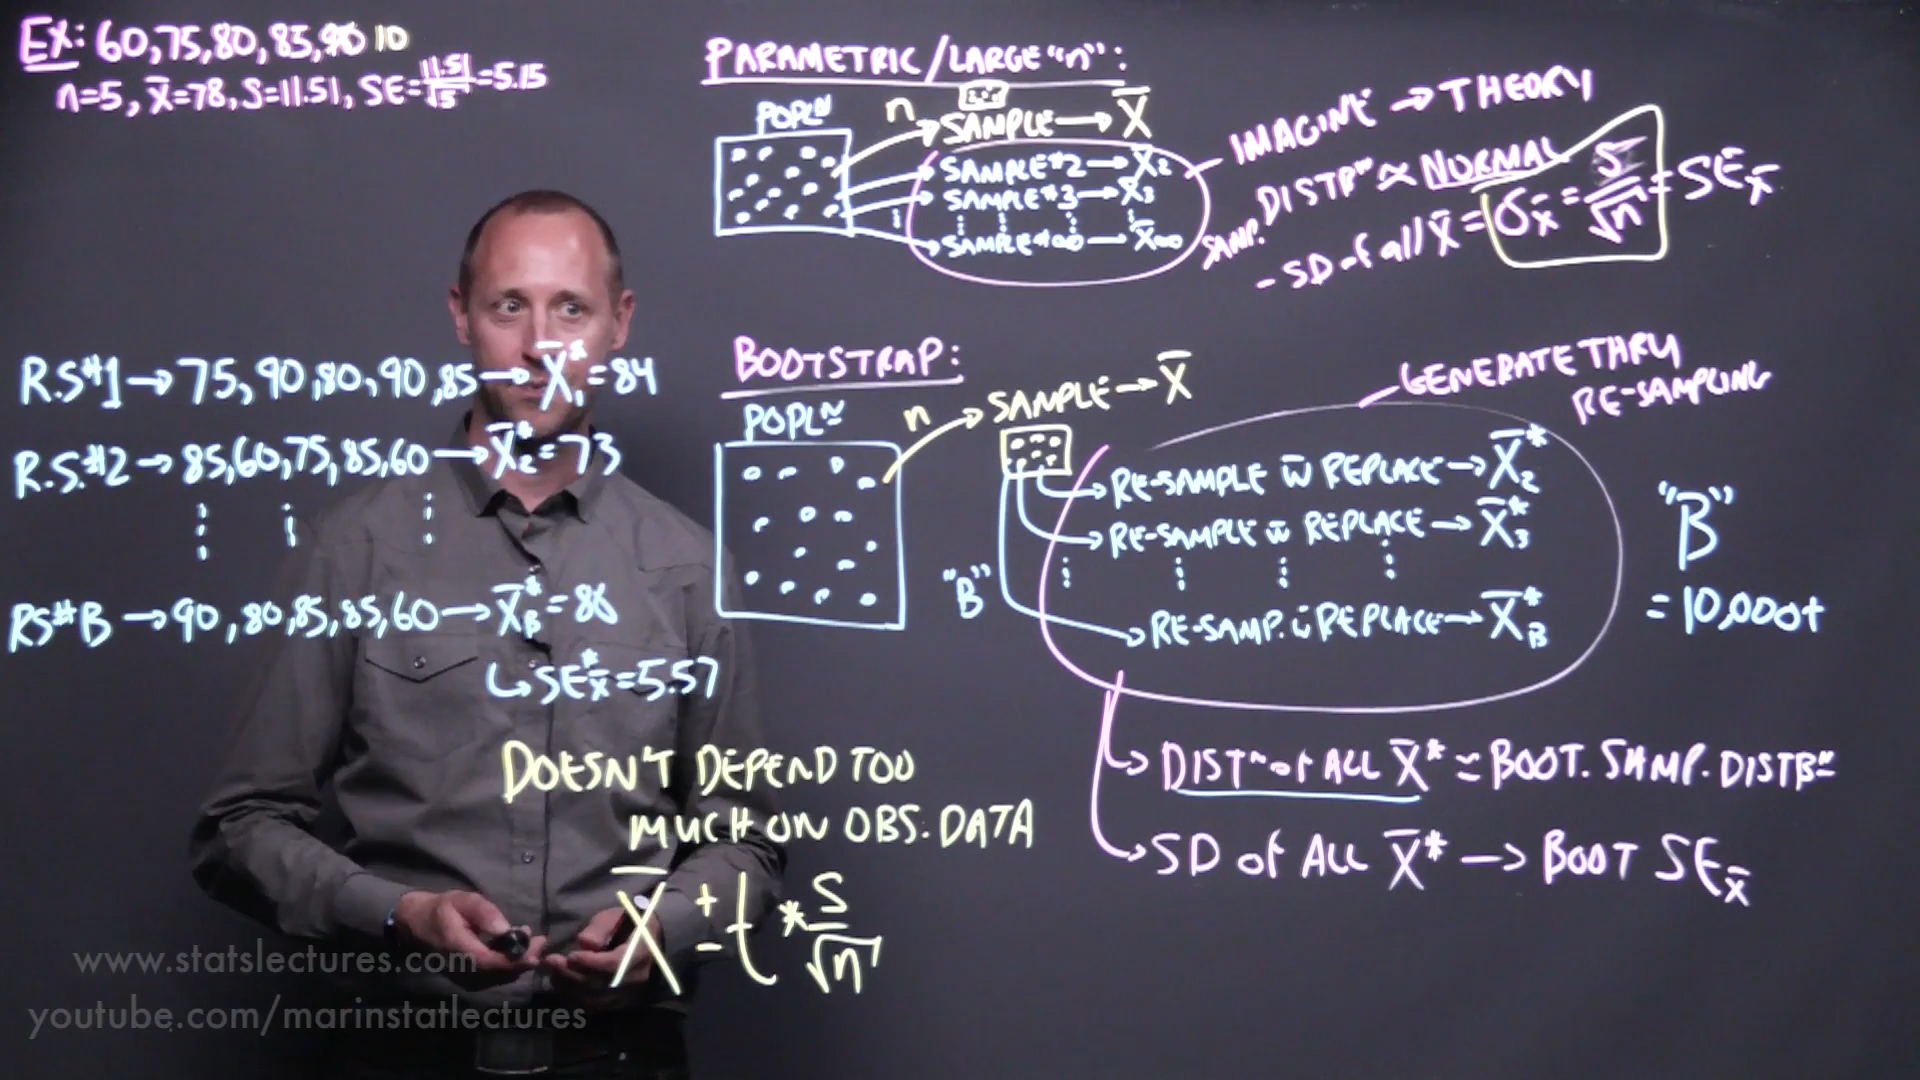 EX: 60,75,80,85,90 10
n=5, X̄=78, S=11.51, SE=11.51/√5=5.15
PARAMETRIC/LARGE "n":
POPLN
n
SAMPLE→X̄
SAMPLE#2→X̄2
SAMPLE#3→X̄3
SAMPLE#∞→X̄∞
IMAGINE→THEORY
SAMP. DISTBN ≈ NORMAL
- SD of all X̄ = σx̄ = S/√n = SEx̄
BOOTSTRAP:
POPLN
n
SAMPLE→X̄
GENERATE THRU
RE-SAMPLING
RE-SAMPLE w̄ REPLACE→X̄*2
RE-SAMPLE w̄ REPLACE→X̄*3
"B"
RE-SAMP. w̄ REPLACE→X̄*B
"B"
=10,000+
DISTN of ALL X̄* = BOOT. SAMP. DISTBN
SD of ALL X̄* → BOOT SEx̄
R.S#1→75,90,80,90,85→X̄*1=84
R.S.#2→85,60,75,85,60→X̄*2=73
RS#B→90,80,85,85,60→X̄*B=86
↳SE*x̄=5.57
DOESN'T DEPEND TOO
MUCH ON OBS. DATA
X̄ ± t * S/√n
www.statslectures.com
youtube.com/marinstatlectures